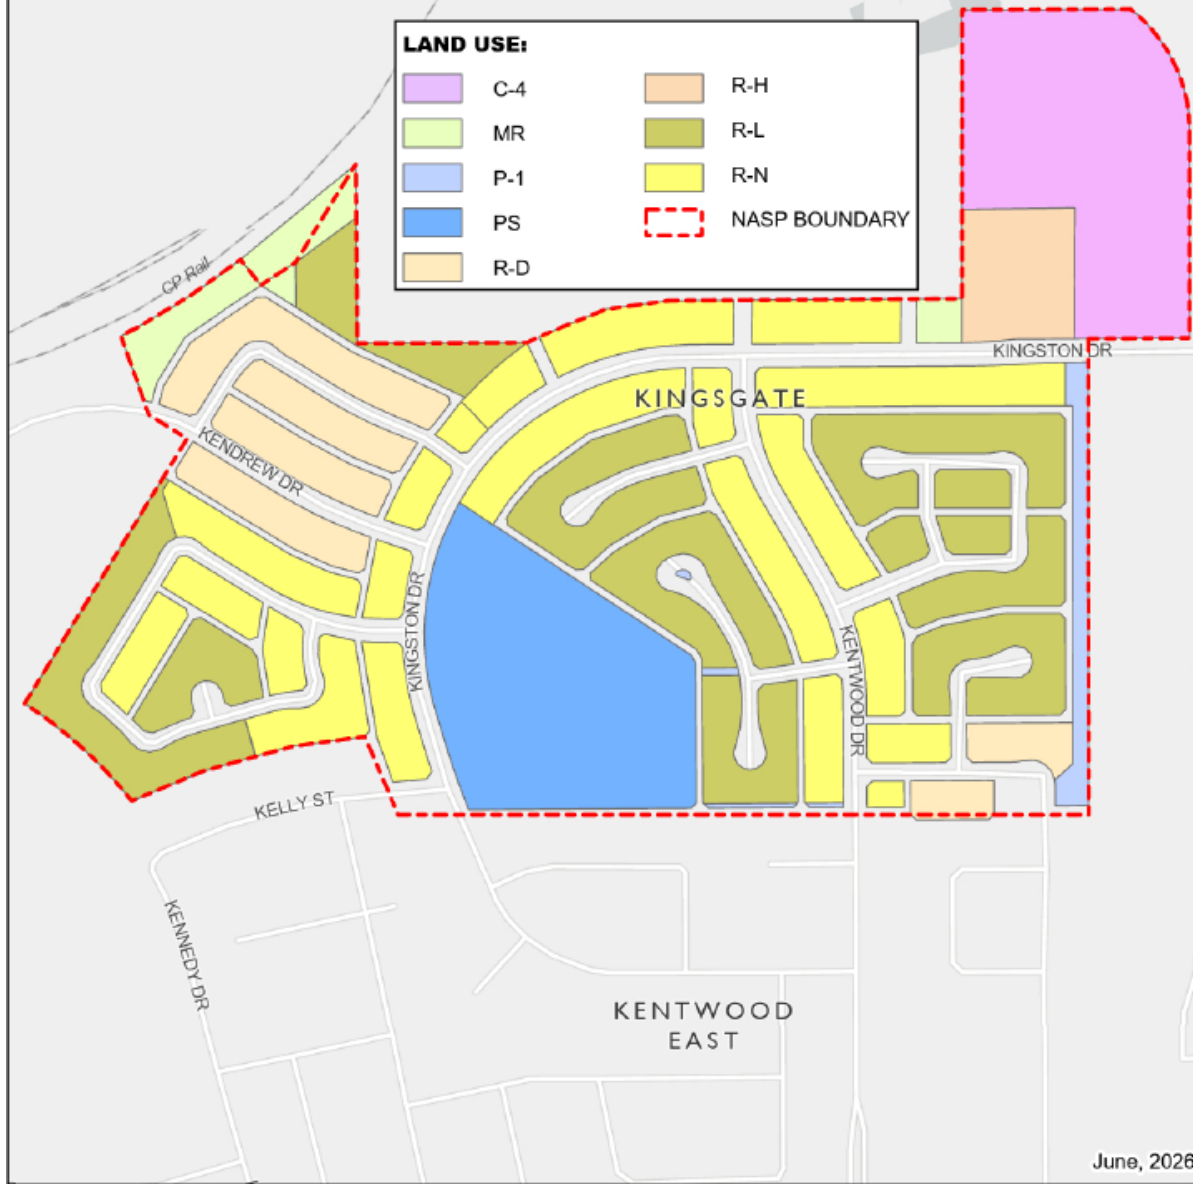 LAND USE:
C-4
MR
P-1
PS
R-D
R-H
R-L
R-N
NASP BOUNDARY
CP Rail
KINGSTON DR
KINGSGATE
KENDREW DR
KINGSTON DR
KENTWOOD DR
KELLY ST
KENNEDY DR
KENTWOOD
EAST
June, 2026